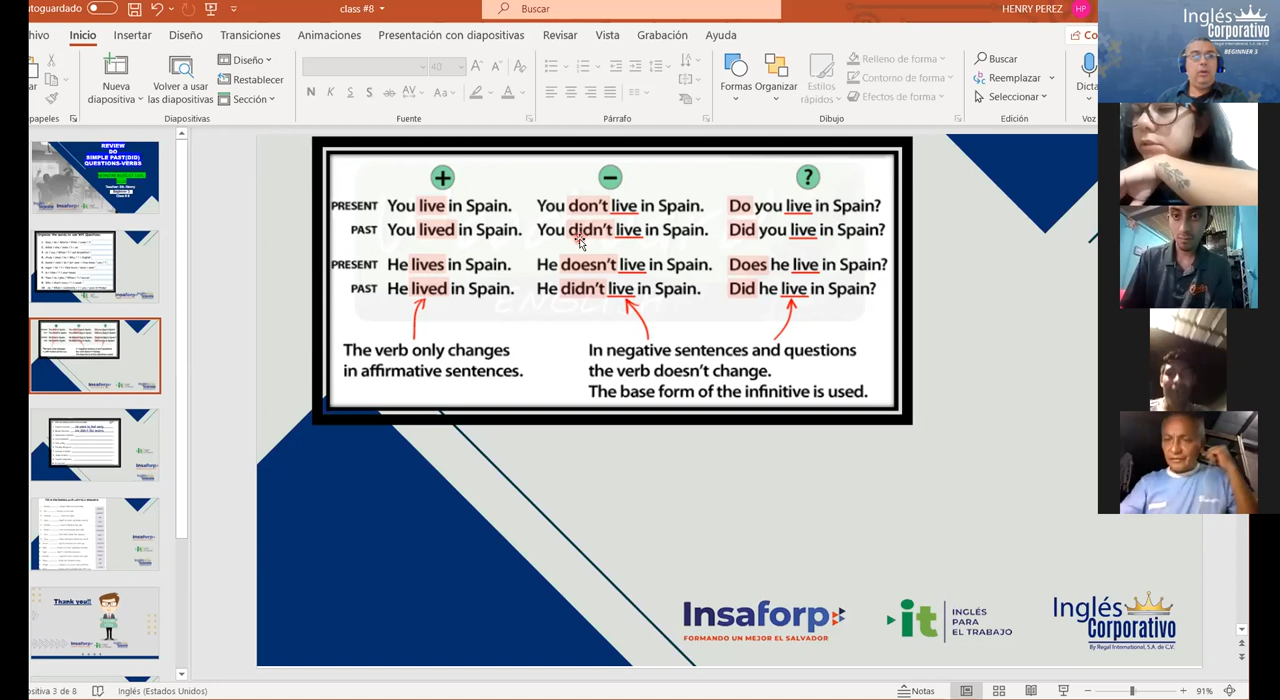 utoguardado
class #8
Buscar
HENRY PEREZ
HP
hivo
Inicio
Insertar
Diseño
Transiciones
Animaciones
Presentación con diapositivas
Revisar
Vista
Grabación
Ayuda
Co
Nueva diapositiva
Volver a usar las diapositivas
Diseño
Restablecer
Sección
40
N K S S ab AV Aa A
Formas
Organizar
Estilos rápidos
Relleno de forma
Contorno de forma
Efectos de forma
Buscar
Reemplazar
Seleccionar
Dicta
papeles
Diapositivas
Fuente
Párrafo
Dibujo
Edición
Voz
Inglés
Corporativo
BEGINNER 3
REVIEW
DO
SIMPLE PAST(DID)
QUESTIONS-VERBS
Thank you!!
+ − ?
PRESENT You live in Spain. You don't live in Spain. Do you live in Spain?
PAST You lived in Spain. You didn't live in Spain. Did you live in Spain?
PRESENT He lives in Spain. He doesn't live in Spain. Does he live in Spain?
PAST He lived in Spain. He didn't live in Spain. Did he live in Spain?
ENGLISH
The verb only changes
in affirmative sentences.
In negative sentences and questions
the verb doesn't change.
The base form of the infinitive is used.
Insaforp
FORMANDO UN MEJOR EL SALVADOR
it
INGLÉS
PARA
EL TRABAJO
Inglés
Corporativo
By Regal International, S.A. de C.V.
ositiva 3 de 8
Inglés (Estados Unidos)
Notas
91%